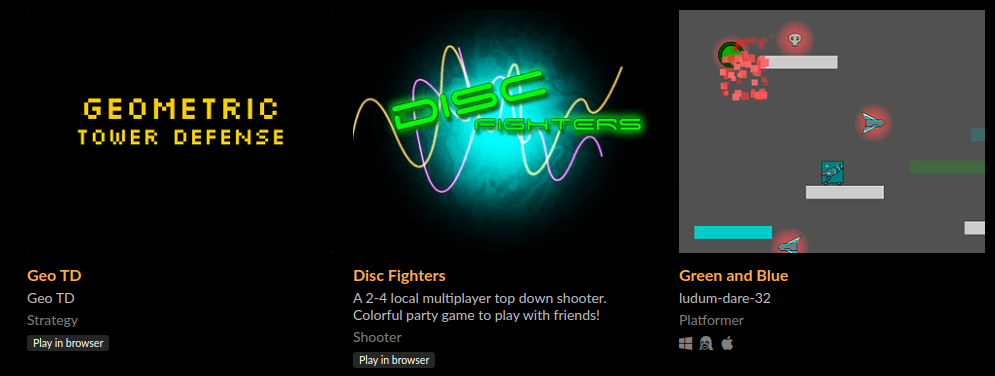 GEOMETRIC
TOWER DEFENSE
Geo TD
Geo TD
Strategy
Play in browser
DISC
FIGHTERS
Disc Fighters
A 2-4 local multiplayer top down shooter.
Colorful party game to play with friends!
Shooter
Play in browser
Green and Blue
ludum-dare-32
Platformer